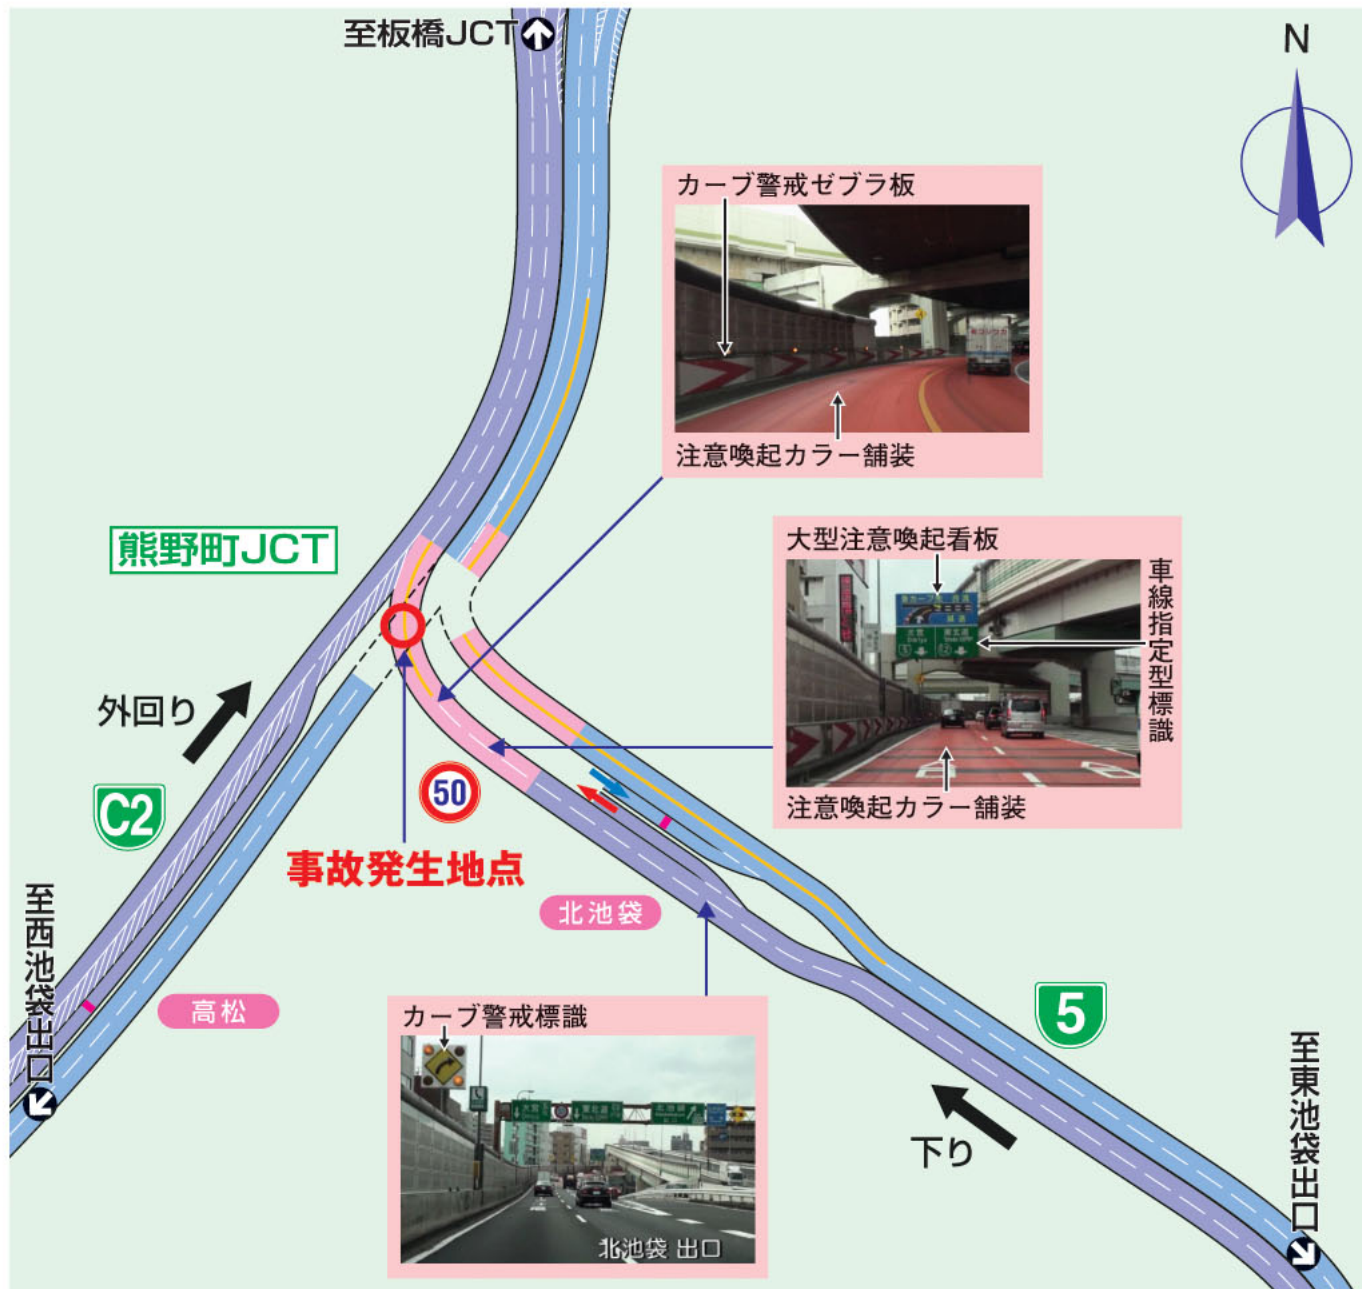 至板橋JCT
N
カーブ警戒ゼブラ板
注意喚起カラー舗装
熊野町JCT
大型注意喚起看板
車線指定型標識
注意喚起カラー舗装
外回り
C2
50
事故発生地点
北池袋
高松
至西池袋出口
カーブ警戒標識
北池袋 出口
5
下り
至東池袋出口